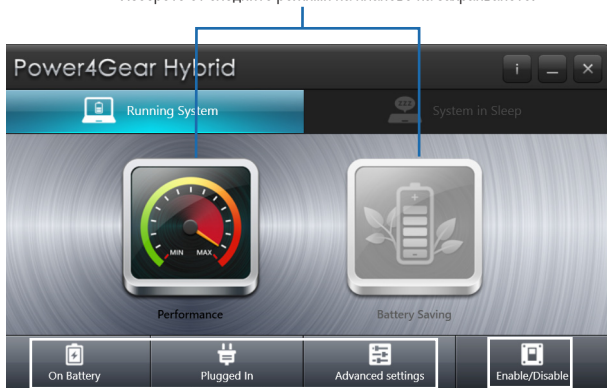 Power4Gear Hybrid
i
Running System
zzz
System in Sleep
MIN MAX
Performance
Battery Saving
On Battery
Plugged In
Advanced settings
Enable/Disable